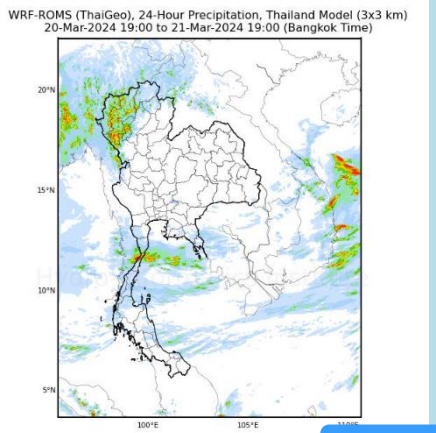 WRF-ROMS (ThaiGeo), 24-Hour Precipitation, Thailand Model (3x3 km)
20-Mar-2024 19:00 to 21-Mar-2024 19:00 (Bangkok Time)
20°N
15°N
10°N
5°N
100°E
105°E
110°E